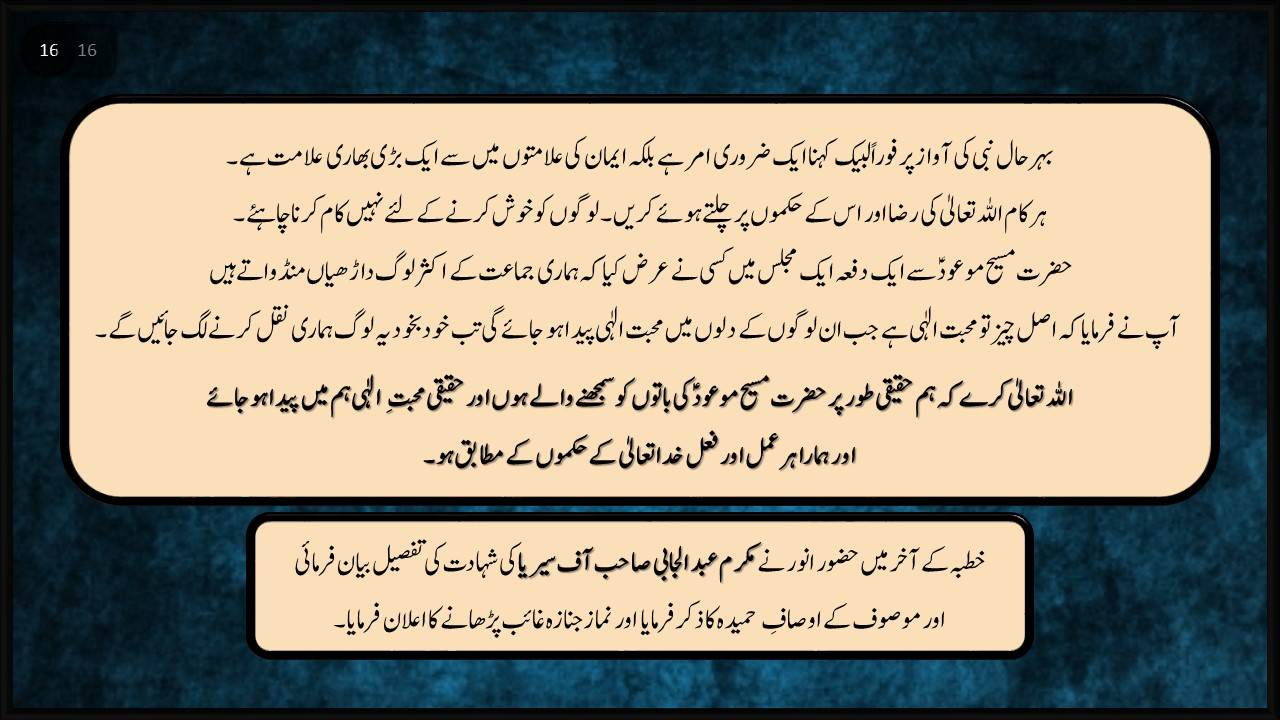 16 16
بہر حال نبی کی آواز پر فوراً لبیک کہنا ایک ضروری امر ہے بلکہ ایمان کی علامتوں میں سے ایک بڑی بھاری علامت ہے۔
ہر کام اللہ تعالیٰ کی رضا اور اس کے حکموں پر چلتے ہوئے کریں۔ لوگوں کو خوش کرنے کے لئے نہیں کام کرنا چاہئے۔
حضرت مسیح موعودؑ سے ایک دفعہ ایک مجلس میں کسی نے عرض کیا کہ ہماری جماعت کے اکثر لوگ داڑھیاں منڈواتے ہیں
آپ نے فرمایا کہ اصل چیز تو محبت الٰہی ہے جب ان لوگوں کے دلوں میں محبت الٰہی پیدا ہو جائے گی تب خود بخود یہ لوگ ہماری نقل کرنے لگ جائیں گے۔
اللہ تعالیٰ کرے کہ ہم حقیقی طور پر حضرت مسیح موعودؑ کی باتوں کو سمجھنے والے ہوں اور حقیقی محبتِ الٰہی ہم میں پیدا ہو جائے
اور ہمارا ہر عمل اور فعل خدا تعالیٰ کے حکموں کے مطابق ہو۔
خطبہ کے آخر میں حضور انور نے مکرم عبد الجابی صاحب آف سیریا کی شہادت کی تفصیل بیان فرمائی
اور موصوف کے اوصافِ حمیدہ کا ذکر فرمایا اور نماز جنازہ غائب پڑھانے کا اعلان فرمایا۔